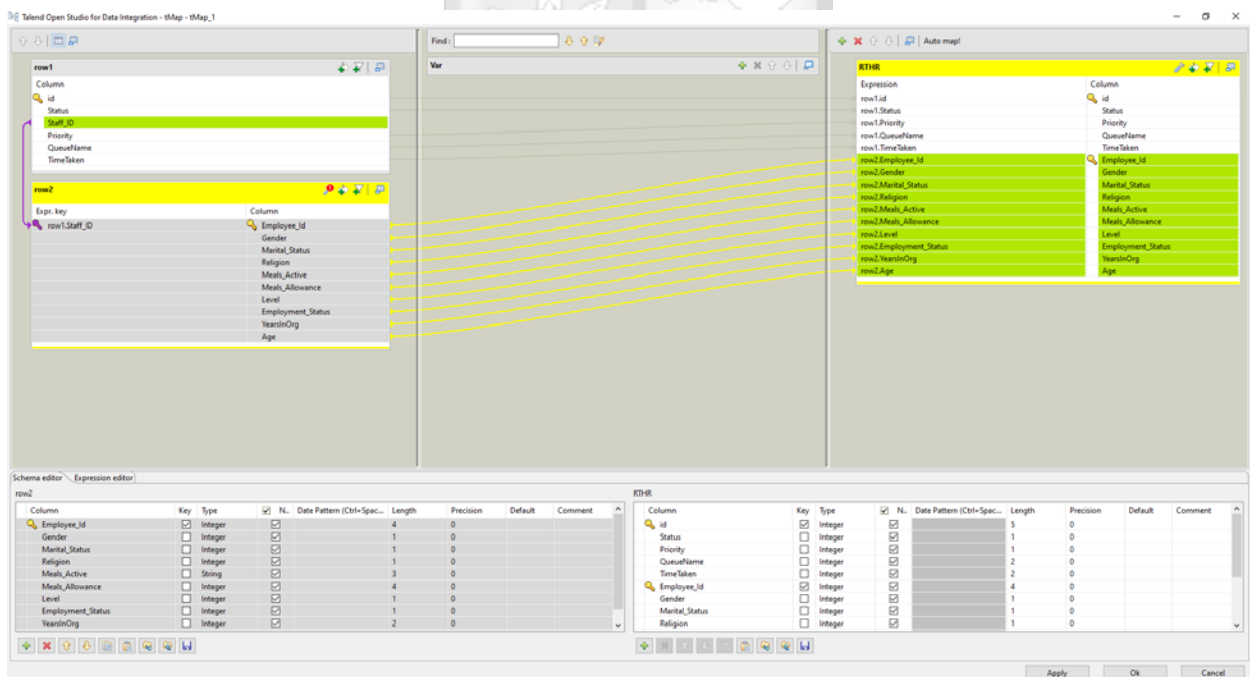 Talend Open Studio for Data Integration - tMap - tMap_1
Find :
Auto map!
row1
Column
id
Status
Staff_ID
Priority
QueueName
TimeTaken
row2
Expr. key Column
row1.Staff_ID Employee_Id
Gender
Marital_Status
Religion
Meals_Active
Meals_Allowance
Level
Employment_Status
YearsInOrg
Age
Var
RTHR
Expression Column
row1.id id
row1.Status Status
row1.Priority Priority
row1.QueueName QueueName
row1.TimeTaken TimeTaken
row2.Employee_Id Employee_Id
row2.Gender Gender
row2.Marital_Status Marital_Status
row2.Religion Religion
row2.Meals_Active Meals_Active
row2.Meals_Allowance Meals_Allowance
row2.Level Level
row2.Employment_Status Employment_Status
row2.YearsInOrg YearsInOrg
row2.Age Age
Schema editor Expression editor
row2
Column Key Type N.. Date Pattern (Ctrl+Spac... Length Precision Default Comment
Employee_Id Integer 4 0
Gender Integer 1 0
Marital_Status Integer 1 0
Religion Integer 1 0
Meals_Active String 3 0
Meals_Allowance Integer 4 0
Level Integer 1 0
Employment_Status Integer 1 0
YearsInOrg Integer 2 0
RTHR
Column Key Type N.. Date Pattern (Ctrl+Spac... Length Precision Default Comment
id Integer 5 0
Status Integer 1 0
Priority Integer 1 0
QueueName Integer 2 0
TimeTaken Integer 2 0
Employee_Id Integer 4 0
Gender Integer 1 0
Marital_Status Integer 1 0
Religion Integer 1 0
Apply Ok Cancel